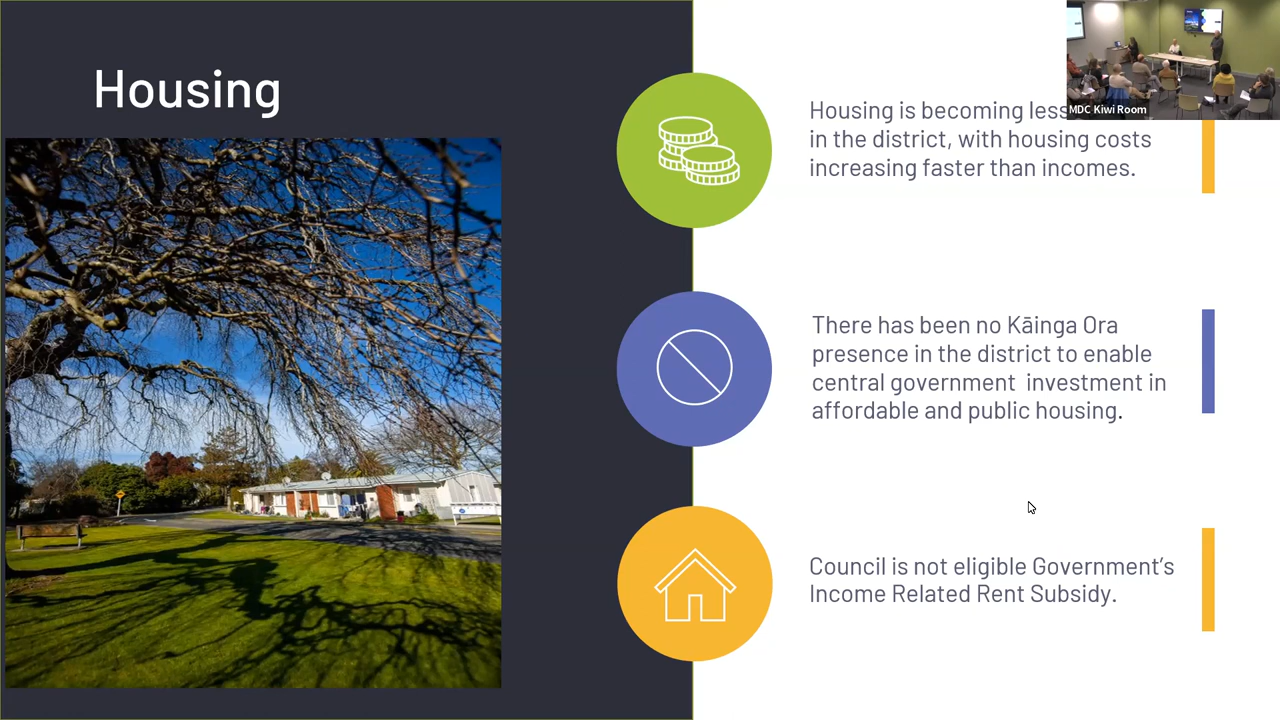 Housing
MDC Kiwi Room
Housing is becoming less
in the district, with housing costs
increasing faster than incomes.
There has been no Kāinga Ora
presence in the district to enable
central government  investment in
affordable and public housing.
Council is not eligible Government’s
Income Related Rent Subsidy.